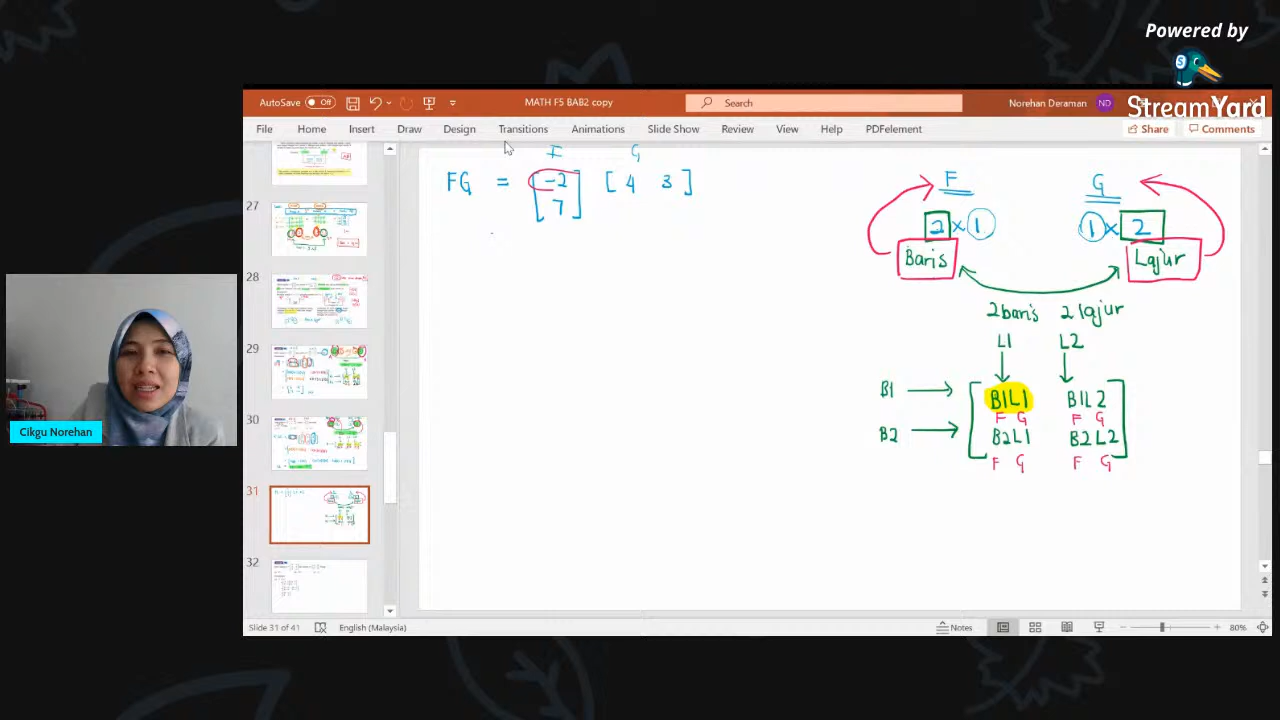 Powered by
StreamYard
AutoSave Off
MATH F5 BAB2 copy
Search
Norehan Deraman ND
File Home Insert Draw Design Transitions Animations Slide Show Review View Help PDFelement
Share Comments
27
28
29
30
31
32
F G
FG = [-2] [4 3]
[7]
F G
2 × 1 1 × 2
Baris Lajur
2 baris 2 lajur
L1 L2
B1 B1L1 B1L2
F G F G
B2 B2L1 B2L2
F G F G
Cikgu Norehan
Slide 31 of 41 English (Malaysia) Notes 80%